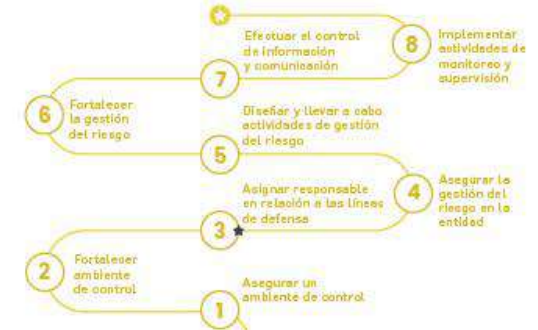 Efectuar el control
de información
y comunicación
7
8
Implementar
actividades de
monitoreo y
supervisión
6
Fortalecer
la gestión
del riesgo
Diseñar y llevar a cabo
actividades de gestión
del riesgo
5
Asignar responsable
en relación a las líneas
de defensa
3
4
Asegurar la
gestión del
riesgo en la
entidad
2
Fortalecer
ambiente
de control
Asegurar un
ambiente de control
1